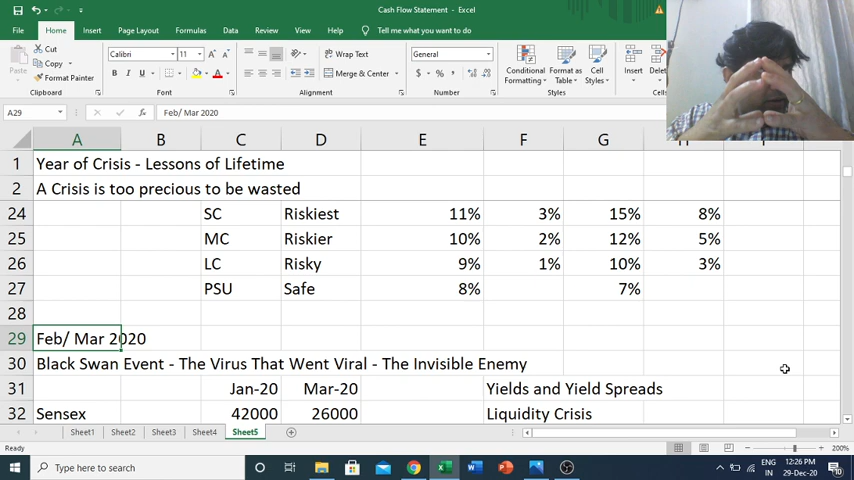 Cash Flow Statement - Excel
File Home Insert Page Layout Formulas Data Review View Help Tell me what you want to do
Cut
Copy
Format Painter
Paste
Clipboard
Calibri 11
B I U
Font
Wrap Text
Merge & Center
Alignment
General
$ % ,
Number
Conditional Formatting
Format as Table
Cell Styles
Styles
Insert
A29 fx Feb/ Mar 2020
A B C D E F G
1 Year of Crisis - Lessons of Lifetime
2 A Crisis is too precious to be wasted
24 SC Riskiest 11% 3% 15% 8%
25 MC Riskier 10% 2% 12% 5%
26 LC Risky 9% 1% 10% 3%
27 PSU Safe 8% 7%
28
29 Feb/ Mar 2020
30 Black Swan Event - The Virus That Went Viral - The Invisible Enemy
31 Jan-20 Mar-20 Yields and Yield Spreads
32 Sensex 42000 26000 Liquidity Crisis
Sheet1 Sheet2 Sheet3 Sheet4 Sheet5
Ready 200%
Type here to search
ENG IN
12:26 PM
29-Dec-20